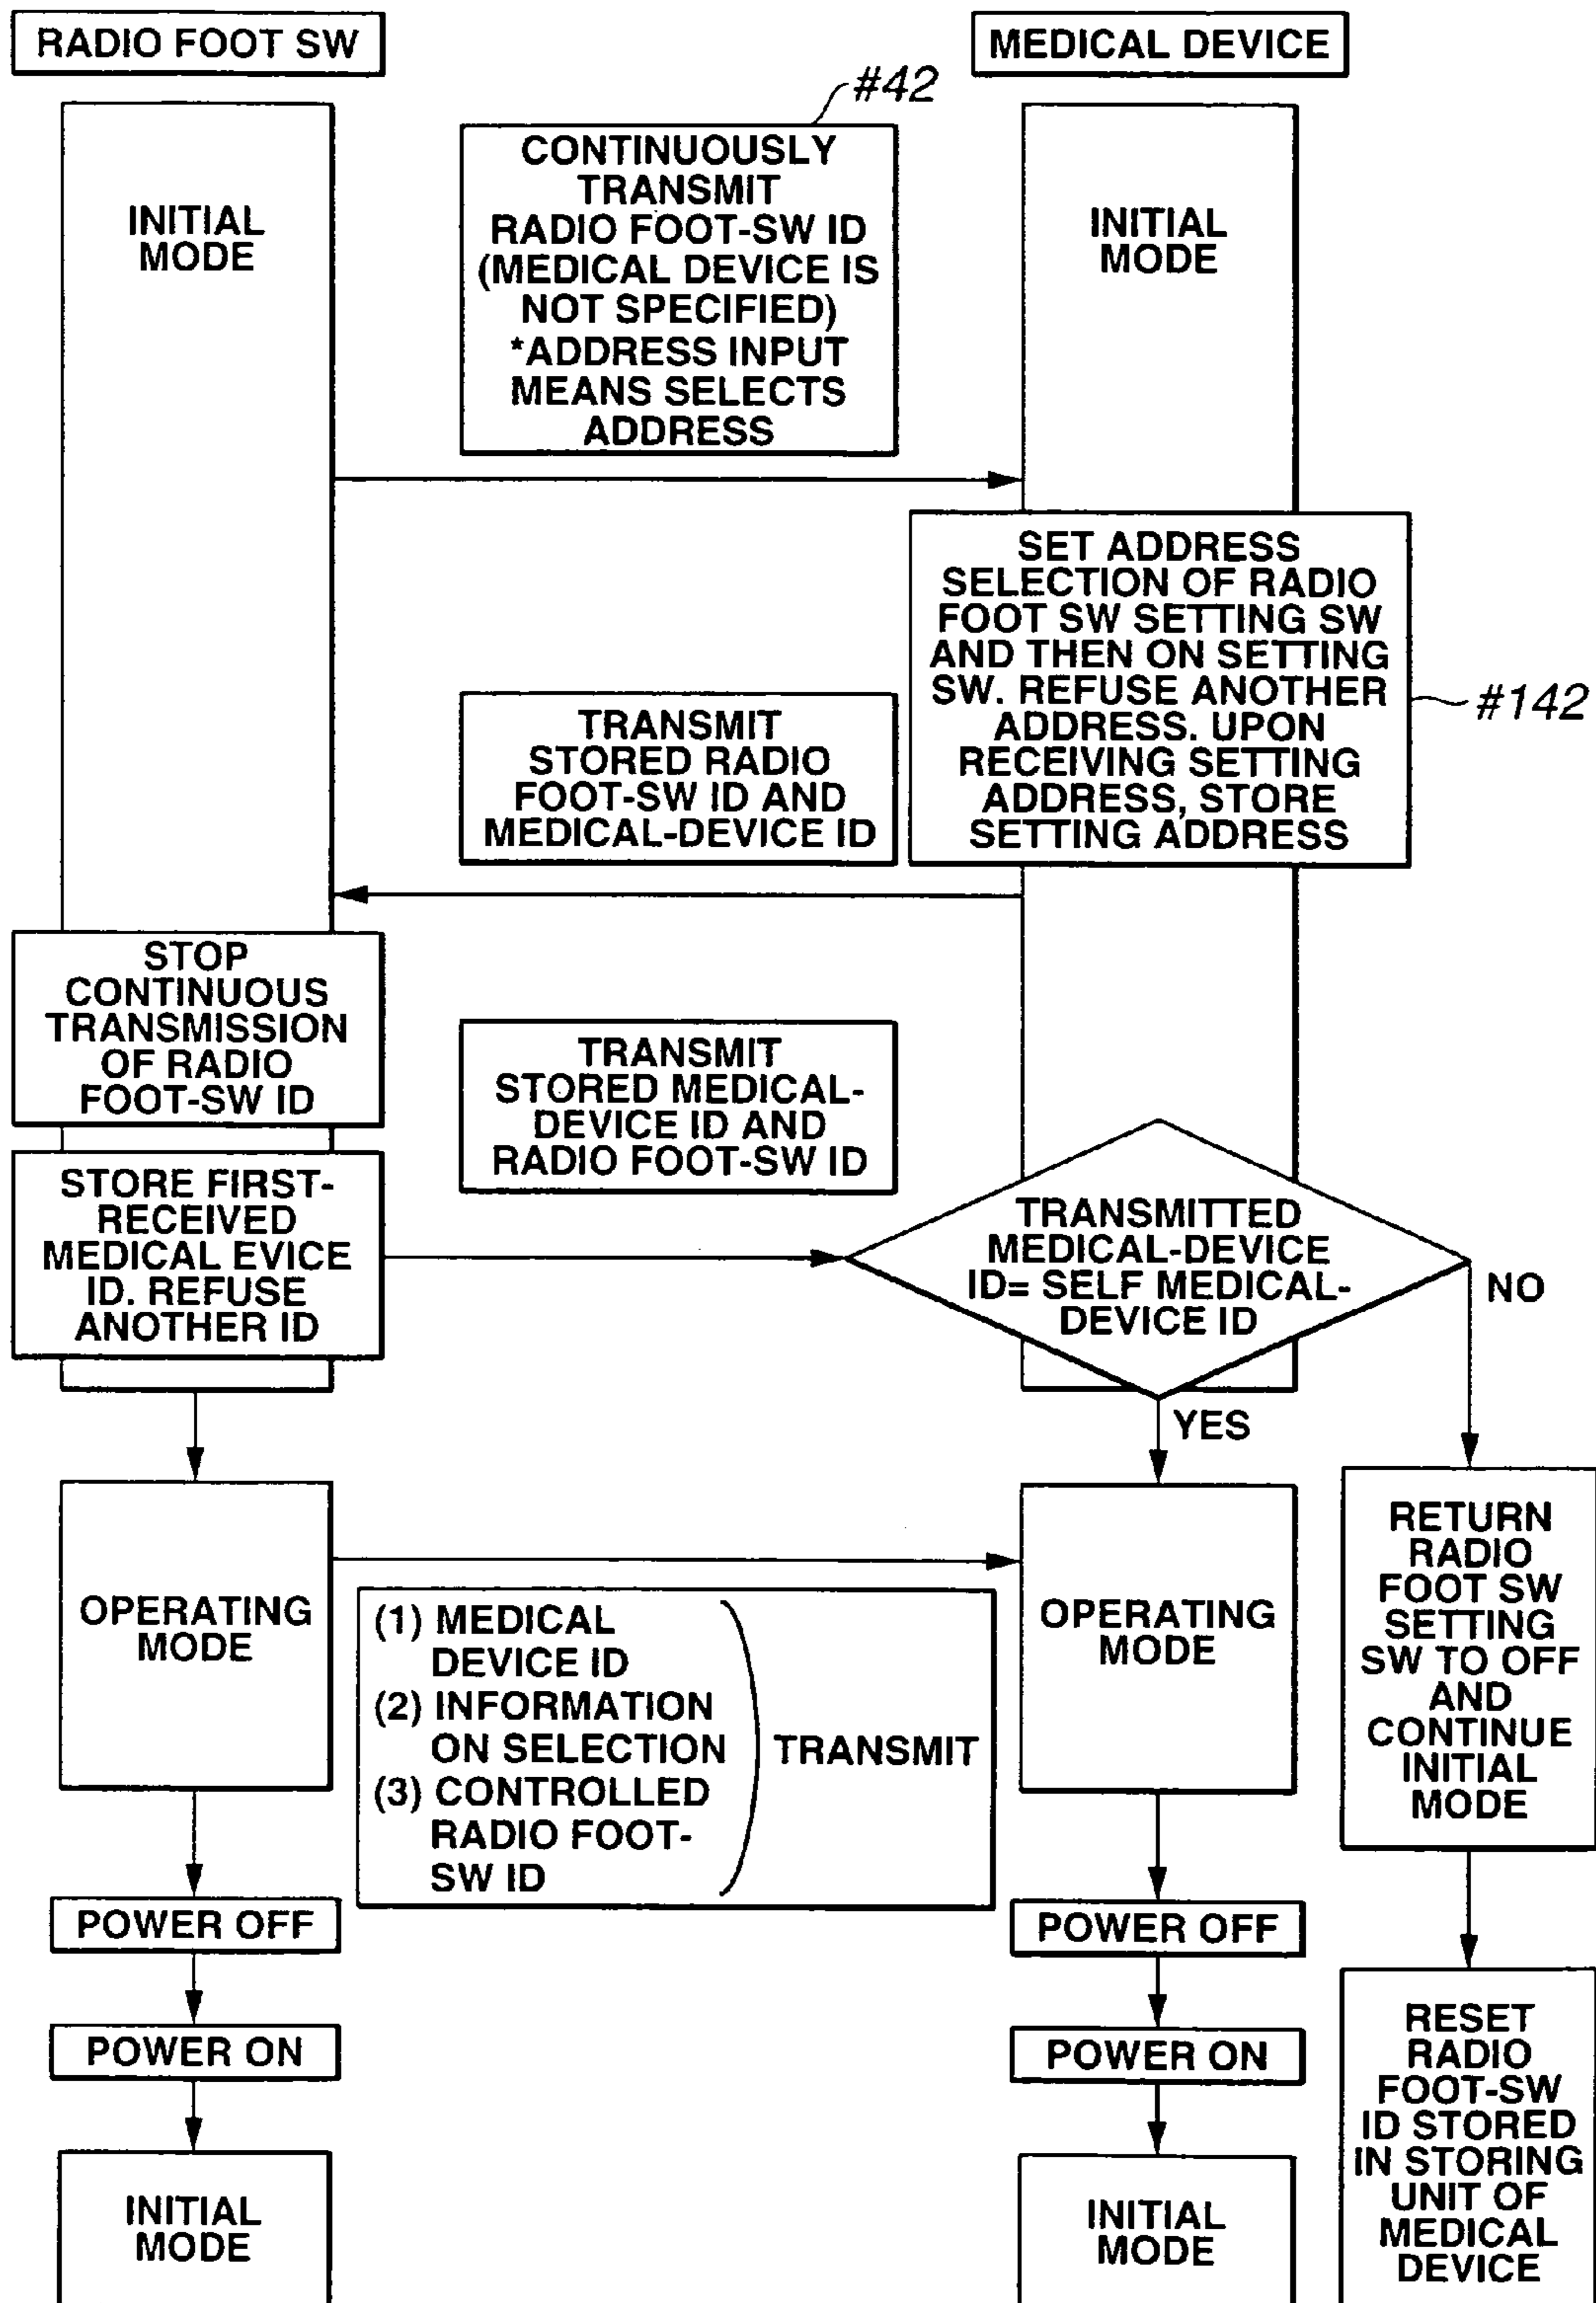 RADIO FOOT SW
MEDICAL DEVICE
#42
INITIAL
MODE
CONTINUOUSLY
TRANSMIT
RADIO FOOT-SW ID
(MEDICAL DEVICE IS
NOT SPECIFIED)
*ADDRESS INPUT
MEANS SELECTS
ADDRESS
INITIAL
MODE
SET ADDRESS
SELECTION OF RADIO
FOOT SW SETTING SW
AND THEN ON SETTING
SW. REFUSE ANOTHER
ADDRESS. UPON
RECEIVING SETTING
ADDRESS, STORE
SETTING ADDRESS
#142
TRANSMIT
STORED RADIO
FOOT-SW ID AND
MEDICAL-DEVICE ID
STOP
CONTINUOUS
TRANSMISSION
OF RADIO
FOOT-SW ID
TRANSMIT
STORED MEDICAL-
DEVICE ID AND
RADIO FOOT-SW ID
STORE FIRST-
RECEIVED
MEDICAL EVICE
ID. REFUSE
ANOTHER ID
TRANSMITTED
MEDICAL-DEVICE
ID= SELF MEDICAL-
DEVICE ID
NO
YES
OPERATING
MODE
(1) MEDICAL
DEVICE ID
(2) INFORMATION
ON SELECTION
(3) CONTROLLED
RADIO FOOT-
SW ID
TRANSMIT
OPERATING
MODE
RETURN
RADIO
FOOT SW
SETTING
SW TO OFF
AND
CONTINUE
INITIAL
MODE
POWER OFF
POWER OFF
POWER ON
POWER ON
INITIAL
MODE
INITIAL
MODE
RESET
RADIO
FOOT-SW
ID STORED
IN STORING
UNIT OF
MEDICAL
DEVICE